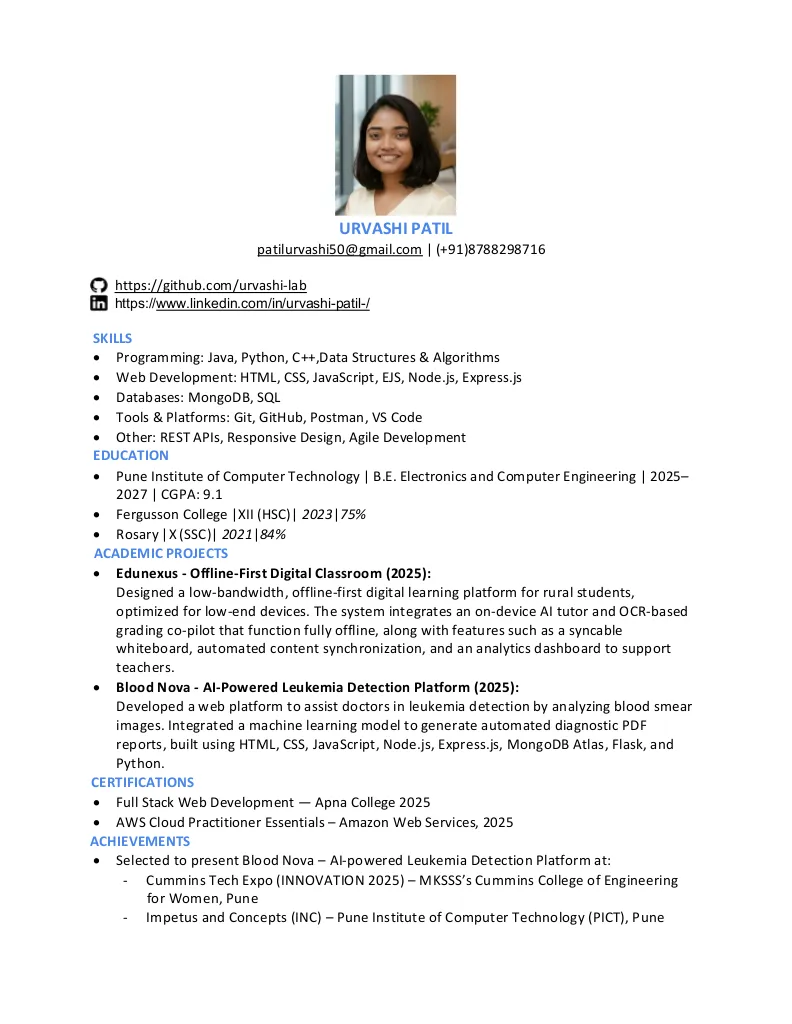 URVASHI PATIL
patilurvashi50@gmail.com | (+91)8788298716
https://github.com/urvashi-lab
https://www.linkedin.com/in/urvashi-patil-/
SKILLS
• Programming: Java, Python, C++,Data Structures & Algorithms
• Web Development: HTML, CSS, JavaScript, EJS, Node.js, Express.js
• Databases: MongoDB, SQL
• Tools & Platforms: Git, GitHub, Postman, VS Code
• Other: REST APIs, Responsive Design, Agile Development
EDUCATION
• Pune Institute of Computer Technology | B.E. Electronics and Computer Engineering | 2025–
2027 | CGPA: 9.1
• Fergusson College |XII (HSC)| 2023|75%
• Rosary |X (SSC)| 2021|84%
ACADEMIC PROJECTS
• Edunexus - Offline-First Digital Classroom (2025):
Designed a low-bandwidth, offline-first digital learning platform for rural students,
optimized for low-end devices. The system integrates an on-device AI tutor and OCR-based
grading co-pilot that function fully offline, along with features such as a syncable
whiteboard, automated content synchronization, and an analytics dashboard to support
teachers.
• Blood Nova - AI-Powered Leukemia Detection Platform (2025):
Developed a web platform to assist doctors in leukemia detection by analyzing blood smear
images. Integrated a machine learning model to generate automated diagnostic PDF
reports, built using HTML, CSS, JavaScript, Node.js, Express.js, MongoDB Atlas, Flask, and
Python.
CERTIFICATIONS
• Full Stack Web Development — Apna College 2025
• AWS Cloud Practitioner Essentials – Amazon Web Services, 2025
ACHIEVEMENTS
• Selected to present Blood Nova – AI-powered Leukemia Detection Platform at:
- Cummins Tech Expo (INNOVATION 2025) – MKSSS’s Cummins College of Engineering
for Women, Pune
- Impetus and Concepts (INC) – Pune Institute of Computer Technology (PICT), Pune